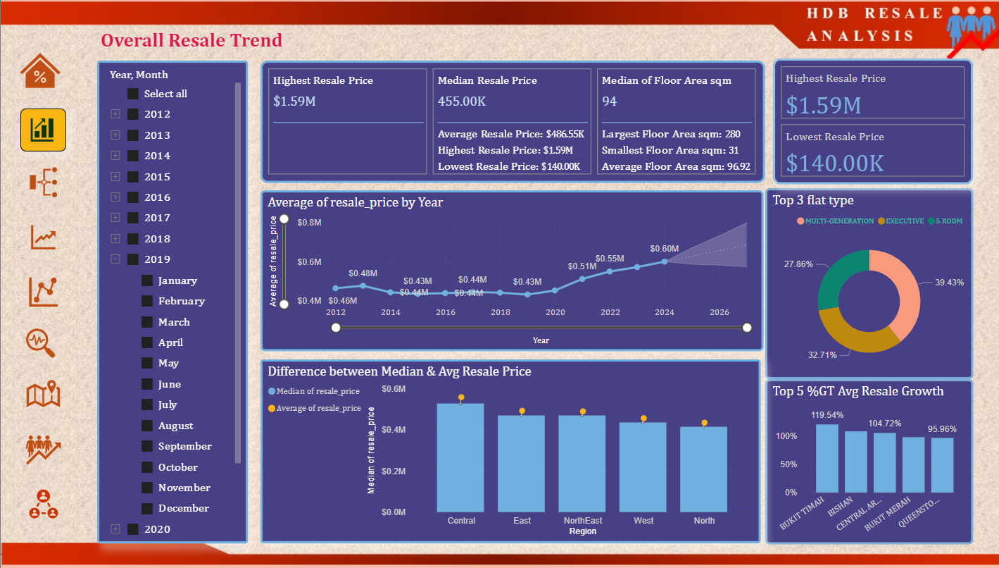 HDB RESALE
ANALYSIS
Overall Resale Trend
Year, Month
Select all
2012
2013
2014
2015
2016
2017
2018
2019
January
February
March
April
May
June
July
August
September
October
November
December
2020
Highest Resale Price
$1.59M
Median Resale Price
455.00K
Average Resale Price: $486.55K
Highest Resale Price: $1.59M
Lowest Resale Price: $140.00K
Median of Floor Area sqm
94
Largest Floor Area sqm: 280
Smallest Floor Area sqm: 31
Average Floor Area sqm: 96.92
Highest Resale Price
$1.59M
Lowest Resale Price
$140.00K
Average of resale_price by Year
Average of resale_price
$0.8M
$0.6M
$0.4M
$0.46M
$0.48M
$0.44M
$0.43M
$0.44M
$0.44M
$0.43M
$0.51M
$0.55M
$0.60M
2012 2014 2016 2018 2020 2022 2024 2026
Year
Top 3 flat type
MULTI-GENERATION EXECUTIVE 5 ROOM
27.86%
39.43%
32.71%
Difference between Median & Avg Resale Price
Median of resale_price
Average of resale_price
Median of resale_price
$0.6M
$0.4M
$0.2M
$0.0M
Central East NorthEast West North
Region
Top 5 %GT Avg Resale Growth
119.54%
104.72%
95.96%
100%
50%
0%
BUKIT TIMAH
BISHAN
CENTRAL AR...
BUKIT MERAH
QUEENSTO...
%